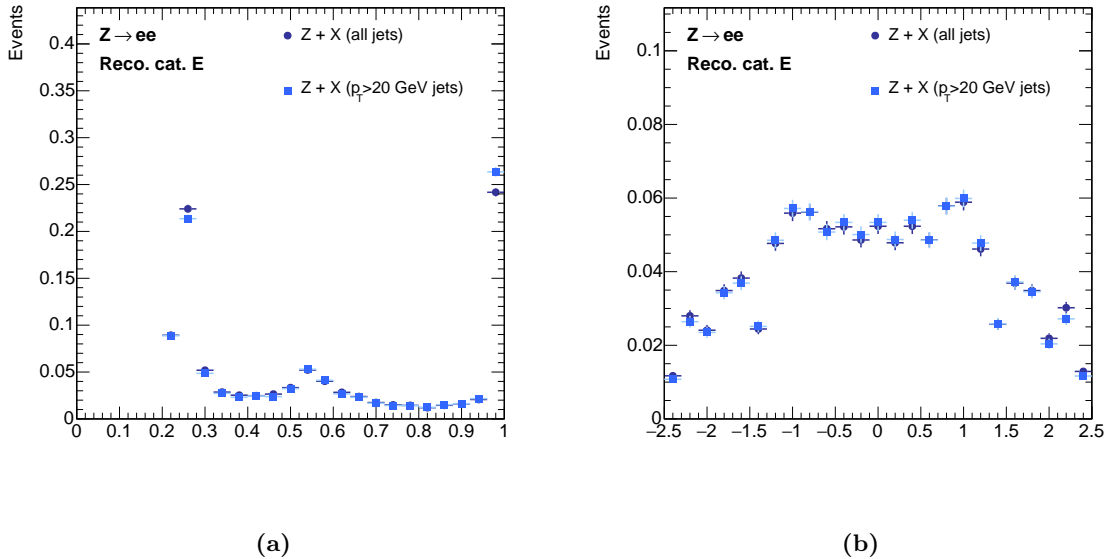 Events
0.4
0.35
0.3
0.25
0.2
0.15
0.1
0.05
0
Z→ee
Reco. cat. E
Z + X (all jets)
Z + X (p_T>20 GeV jets)
0 0.1 0.2 0.3 0.4 0.5 0.6 0.7 0.8 0.9 1
(a)
Events
0.1
0.08
0.06
0.04
0.02
0
Z→ee
Reco. cat. E
Z + X (all jets)
Z + X (p_T>20 GeV jets)
−2.5 −2 −1.5 −1 −0.5 0 0.5 1 1.5 2 2.5
(b)